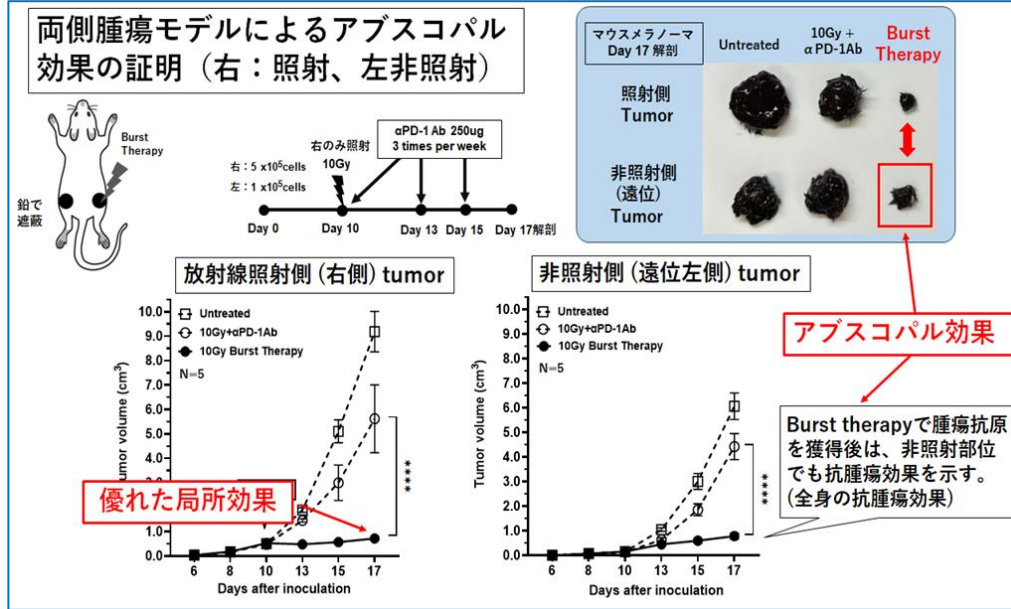 両側腫瘍モデルによるアブスコパル
効果の証明（右：照射、左非照射）
Burst
Therapy
鉛で
遮蔽
右：5 x10⁵cells
左：1 x10⁵cells
右のみ照射
10Gy
αPD-1 Ab 250ug
3 times per week
Day 0
Day 10
Day 13
Day 15
Day 17解剖
マウスメラノーマ
Day 17 解剖
Untreated
10Gy +
α PD-1Ab
Burst
Therapy
照射側
Tumor
非照射側
(遠位)
Tumor
放射線照射側 (右側) tumor
Untreated
10Gy+αPD-1Ab
10Gy Burst Therapy
N=5
Tumor volume (cm³)
10.0
9.0
8.0
7.0
6.0
5.0
4.0
1.0
0.0
優れた局所効果
****
6
8
10
13
15
17
Days after inoculation
非照射側 (遠位左側) tumor
Untreated
10Gy+αPD-1Ab
10Gy Burst Therapy
N=5
Tumor volume (cm³)
10.0
9.0
8.0
7.0
6.0
5.0
4.0
3.0
2.0
1.0
0.0
****
6
8
10
13
15
17
Days after inoculation
アブスコパル効果
Burst therapyで腫瘍抗原
を獲得後は、非照射部位
でも抗腫瘍効果を示す。
(全身の抗腫瘍効果)